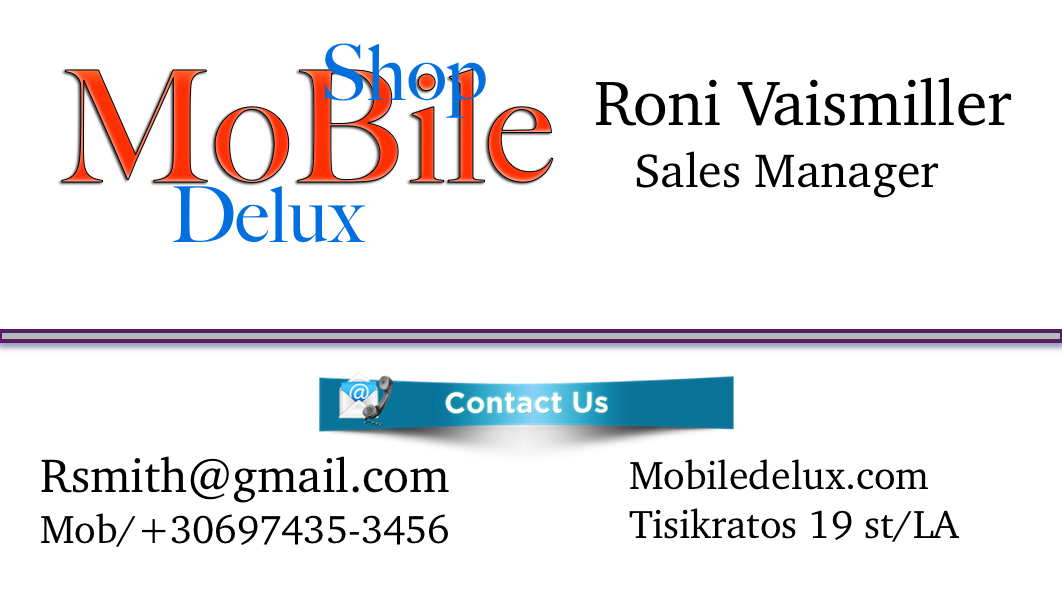 Shop
MoBile
Delux
Roni Vaismiller
Sales Manager
@ Contact Us
Rsmith@gmail.com
Mob/+30697435-3456
Mobiledelux.com
Tisikratos 19 st/LA